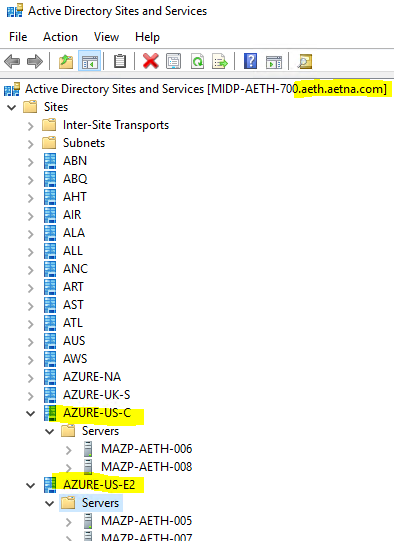 Active Directory Sites and Services
File Action View Help
Active Directory Sites and Services [MIDP-AETH-700.aeth.aetna.com]
Sites
Inter-Site Transports
Subnets
ABN
ABQ
AHT
AIR
ALA
ALL
ANC
ART
AST
ATL
AUS
AWS
AZURE-NA
AZURE-UK-S
AZURE-US-C
Servers
MAZP-AETH-006
MAZP-AETH-008
AZURE-US-E2
Servers
MAZP-AETH-005
MAZP-AETH-007